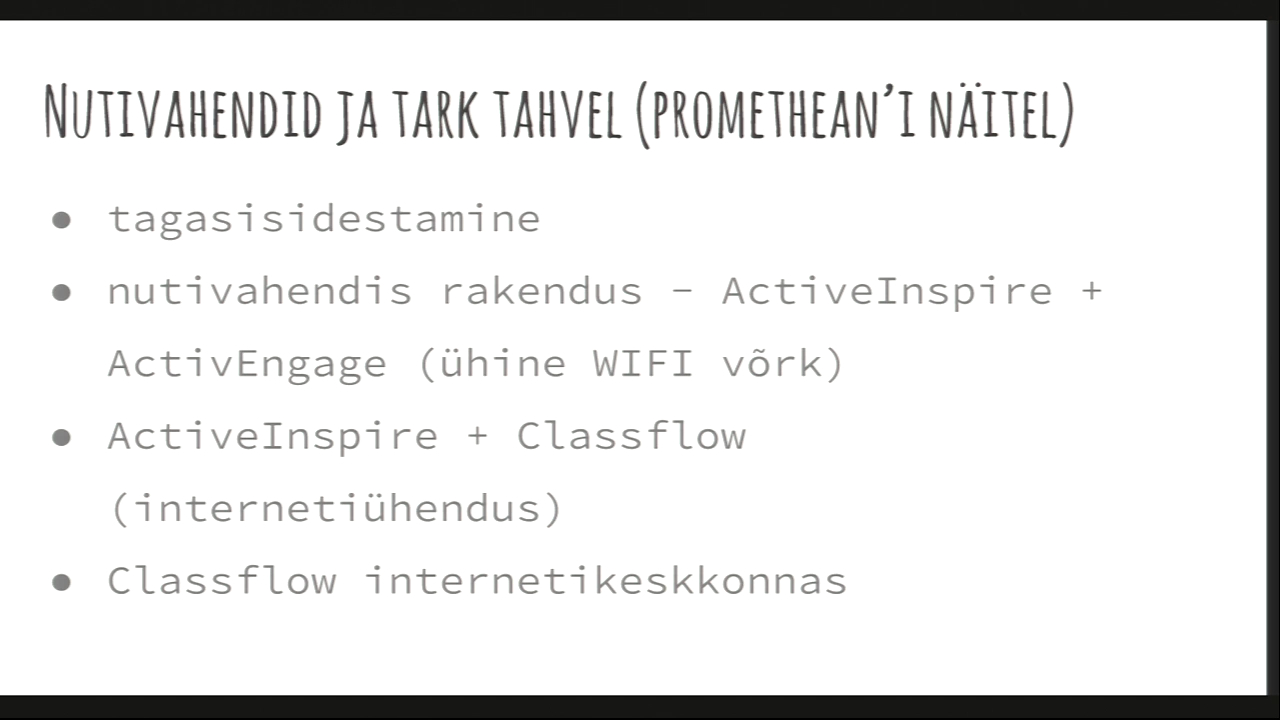 NUTIVAHENDID JA TARK TAHVEL (PROMETHEAN’I NÄITEL)
● tagasisidestamine
● nutivahendis rakendus - ActiveInspire +
ActivEngage (ühine WIFI võrk)
● ActiveInspire + Classflow
(internetiühendus)
● Classflow internetikeskkonnas